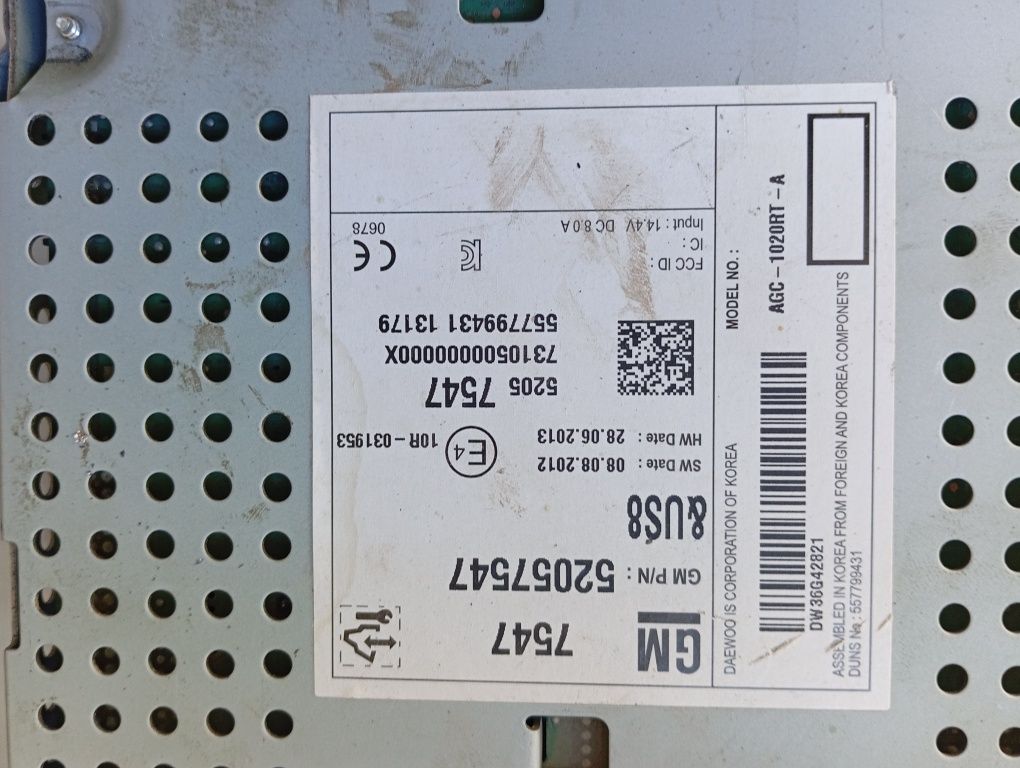 GM 7547
GM P/N : 52057547
&US8
SW Date : 08.08.2012
HW Date : 28.06.2013
E4 10R-031953
5205 7547
73105000000000X
557799431 13179
FCC ID :
IC :
Input : 14.4V DC 8.0 A
CE
0678
DAEWOO IS CORPORATION OF KOREA
MODEL NO. :
AGC-1020RT-A
DW36G42821
ASSEMBLED IN KOREA FROM FOREIGN AND KOREA COMPONENTS
DUNS No : 557799431